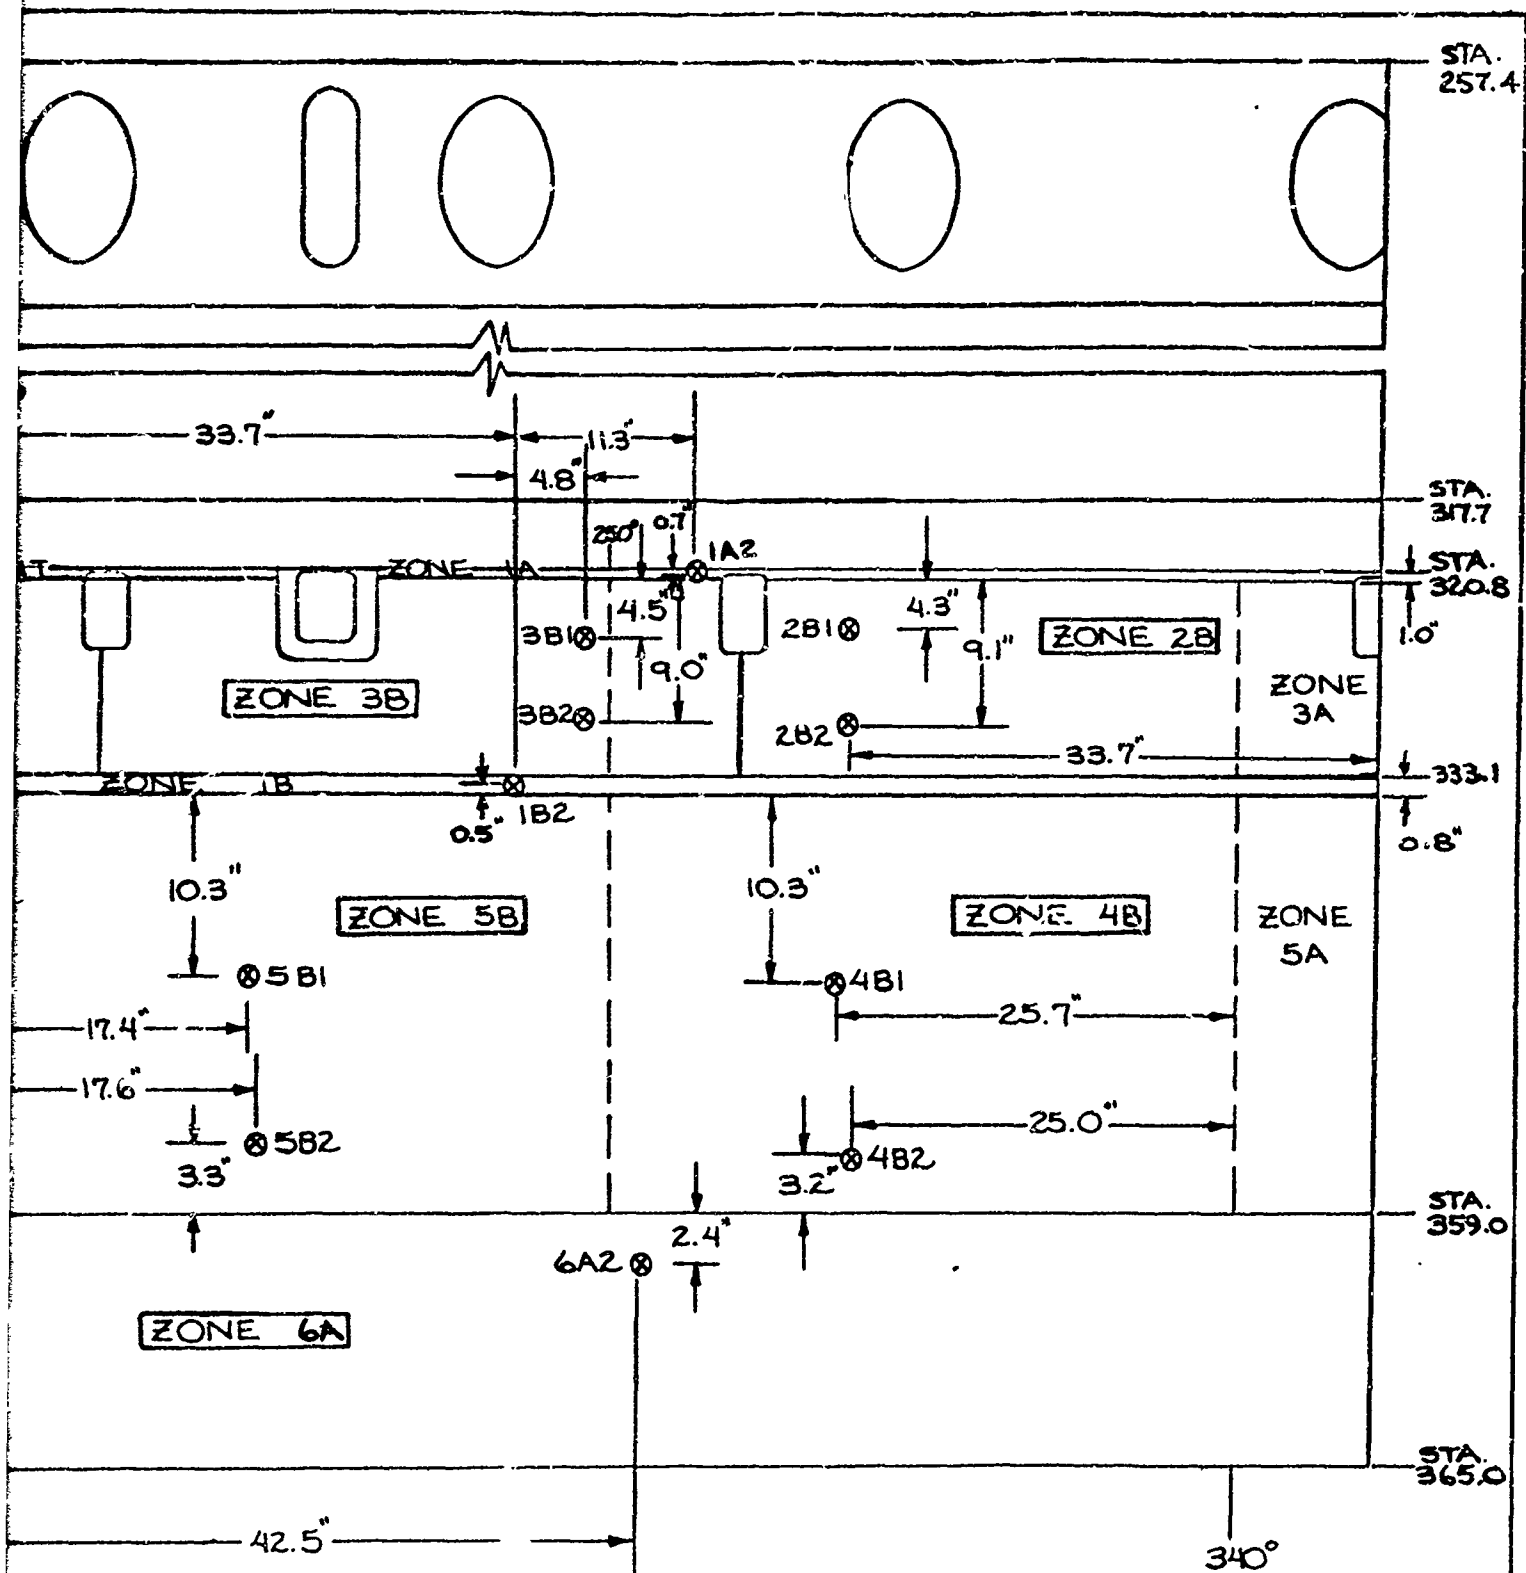 STA.
257.4
33.7"
11.3"
4.8"
STA.
317.7
250°
0.7"
1A2
ZONE 1A
STA.
320.8
4.5"
4.3"
1.0"
3B1
2B1
ZONE 2B
9.1"
9.0"
ZONE 3B
ZONE
3A
3B2
2B2
33.7"
ZONE 1B
333.1
1B2
0.5"
0.8"
10.3"
10.3"
ZONE 5B
ZONE 4B
ZONE
5A
5B1
4B1
17.4"
25.7"
17.6"
25.0"
5B2
4B2
3.3"
3.2"
STA.
359.0
2.4"
6A2
ZONE 6A
STA.
365.0
42.5"
340°